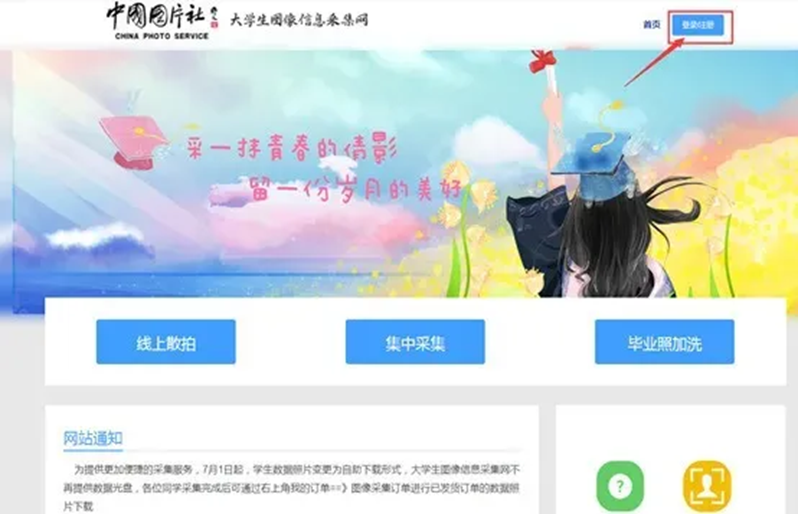 中国图片社
CHINA PHOTO SERVICE
大学生图像信息采集网
首页
登录/注册
采一抹青春的倩影
留一份岁月的美好
线上散拍
集中采集
毕业照加洗
网站通知
为提供更加便捷的采集服务，7月1日起，学生数据照片变更为自助下载形式，大学生图像信息采集网不
再提供数据光盘，各位同学采集完成后可通过右上角我的订单==》图像采集订单进行已发货订单的数据照
片下载
?